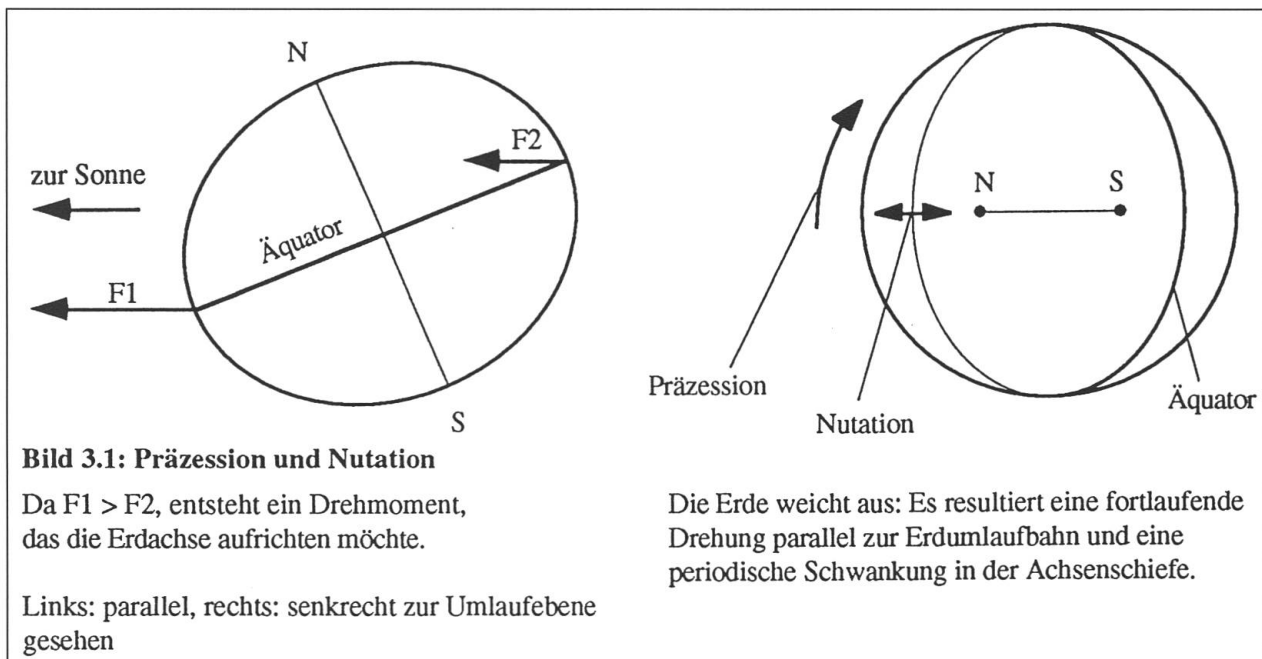 N
F2
zur Sonne
Äquator
F1
S
N
S
Präzession
Nutation
Äquator
Bild 3.1: Präzession und Nutation
Da F1 > F2, entsteht ein Drehmoment,
das die Erdachse aufrichten möchte.
Links: parallel, rechts: senkrecht zur Umlaufebene
gesehen
Die Erde weicht aus: Es resultiert eine fortlaufende
Drehung parallel zur Erdumlaufbahn und eine
periodische Schwankung in der Achsenschiefe.